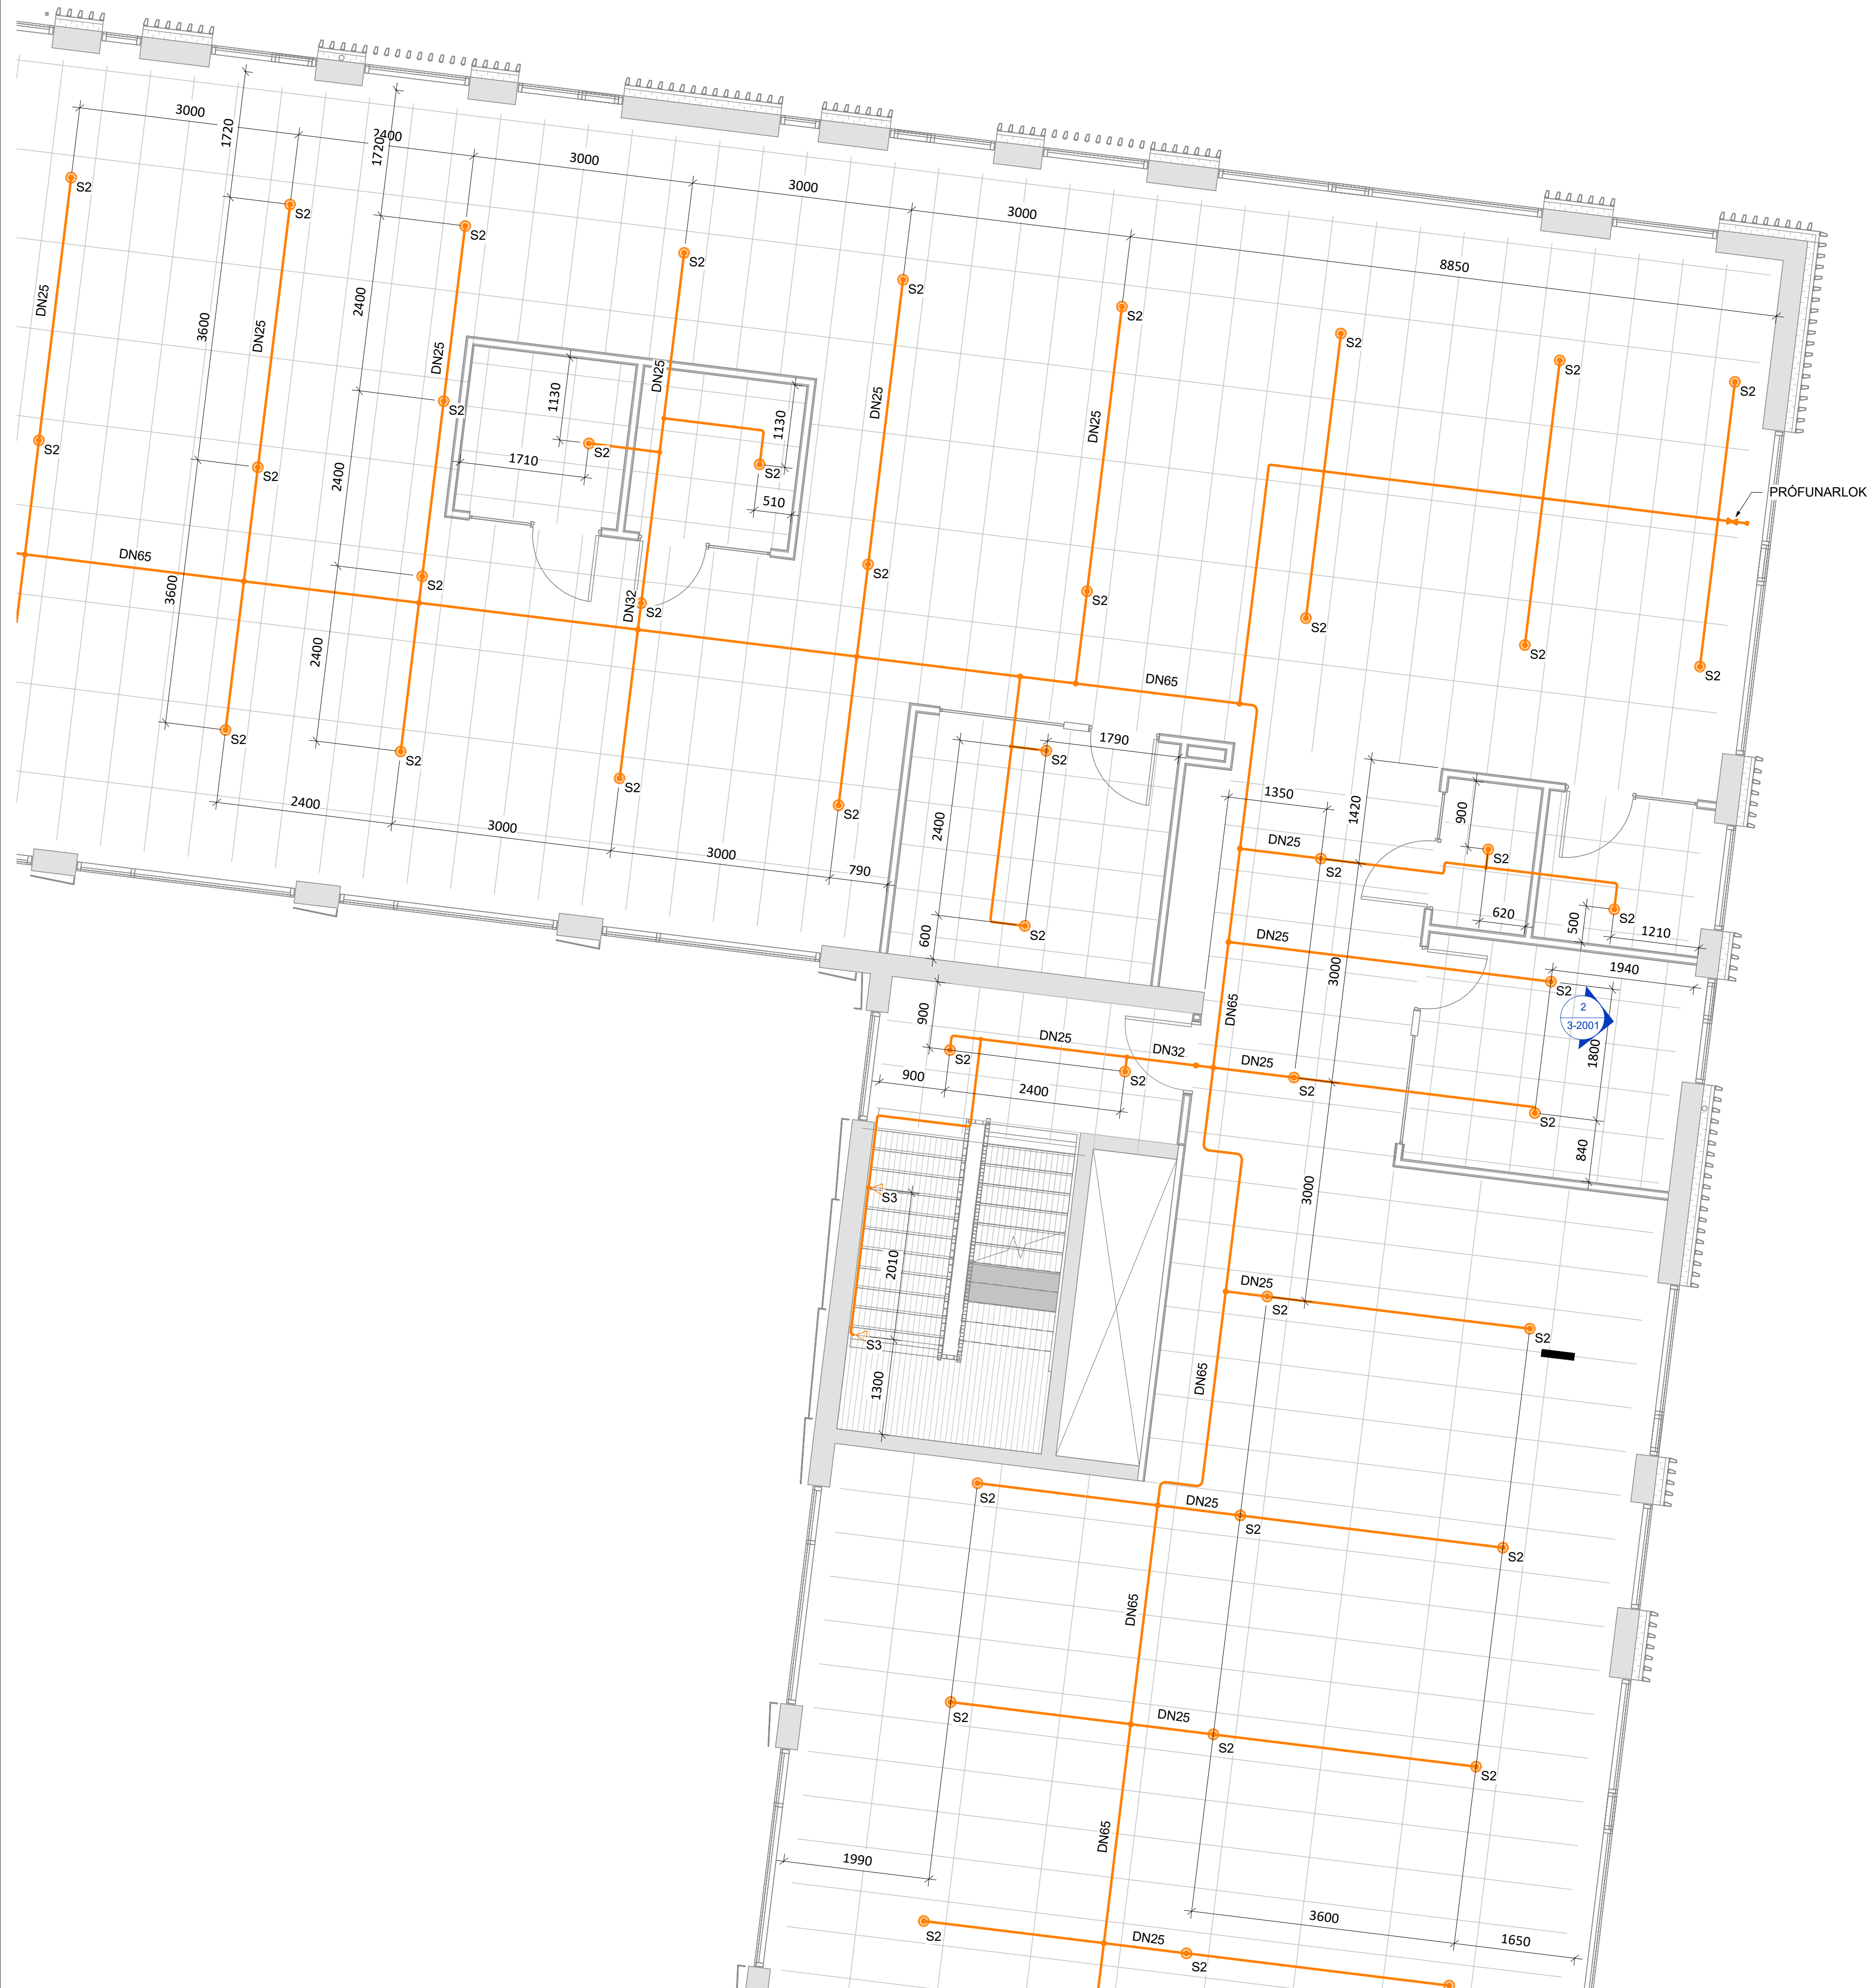 3000
1720
2400
1720
3000
3000
3000
8850
S2
S2
S2
S2
S2
S2
S2
S2
S2
DN25
3600
DN25
2400
DN25
DN25
1130
1130
DN25
DN25
S2
S2
S2
S2
S2
1710
2400
510
PRÓFUNARLOK
DN65
3600
S2
DN32
S2
S2
S2
S2
S2
S2
2400
DN65
S2
S2
S2
S2
2400
3000
3000
790
S2
1790
2400
600
S2
1350
1420
900
DN25
S2
S2
620
500
S2
1210
DN25
3000
1940
S2
2
3-2001
1800
DN65
900
S2
DN25
DN32
DN25
S2
S2
S2
900
2400
840
3000
S3
2010
S3
1300
DN25
S2
S2
DN65
S2
DN25
S2
S2
DN65
S2
DN25
S2
S2
DN65
1990
3600
1650
S2
DN25
S2